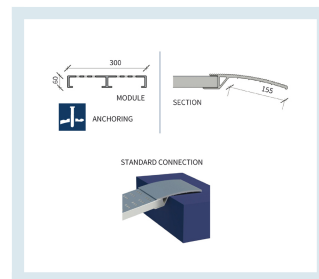 300
60
MODULE
ANCHORING
SECTION
155
STANDARD CONNECTION